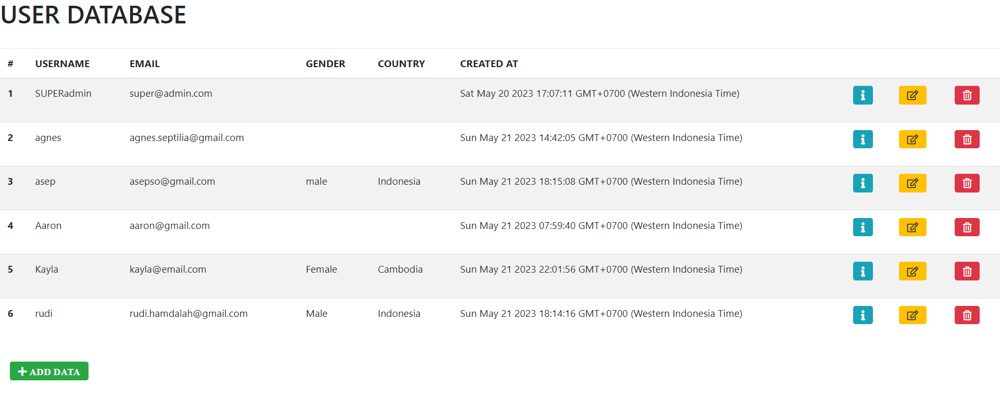 USER DATABASE
# USERNAME EMAIL GENDER COUNTRY CREATED AT
1 SUPERadmin super@admin.com Sat May 20 2023 17:07:11 GMT+0700 (Western Indonesia Time)
2 agnes agnes.septilia@gmail.com Sun May 21 2023 14:42:05 GMT+0700 (Western Indonesia Time)
3 asep asepso@gmail.com male Indonesia Sun May 21 2023 18:15:08 GMT+0700 (Western Indonesia Time)
4 Aaron aaron@gmail.com Sun May 21 2023 07:59:40 GMT+0700 (Western Indonesia Time)
5 Kayla kayla@email.com Female Cambodia Sun May 21 2023 22:01:56 GMT+0700 (Western Indonesia Time)
6 rudi rudi.hamdalah@gmail.com Male Indonesia Sun May 21 2023 18:14:16 GMT+0700 (Western Indonesia Time)
ADD DATA